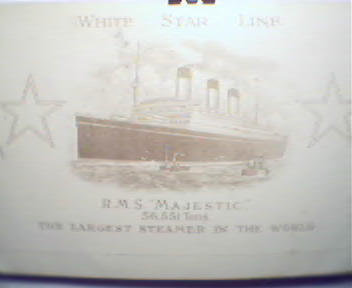 WHITE STAR LINE
R.M.S. "MAJESTIC."
56,551 Tons.
THE LARGEST STEAMER IN THE WORLD